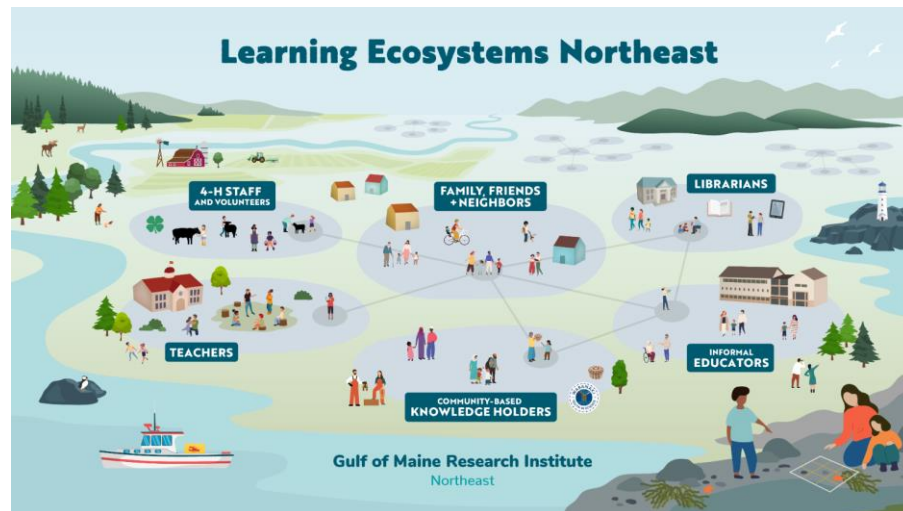 Learning Ecosystems Northeast
4-H STAFF
AND VOLUNTEERS
FAMILY, FRIENDS
+ NEIGHBORS
LIBRARIANS
TEACHERS
INFORMAL
EDUCATORS
COMMUNITY-BASED
KNOWLEDGE HOLDERS
Gulf of Maine Research Institute
Northeast